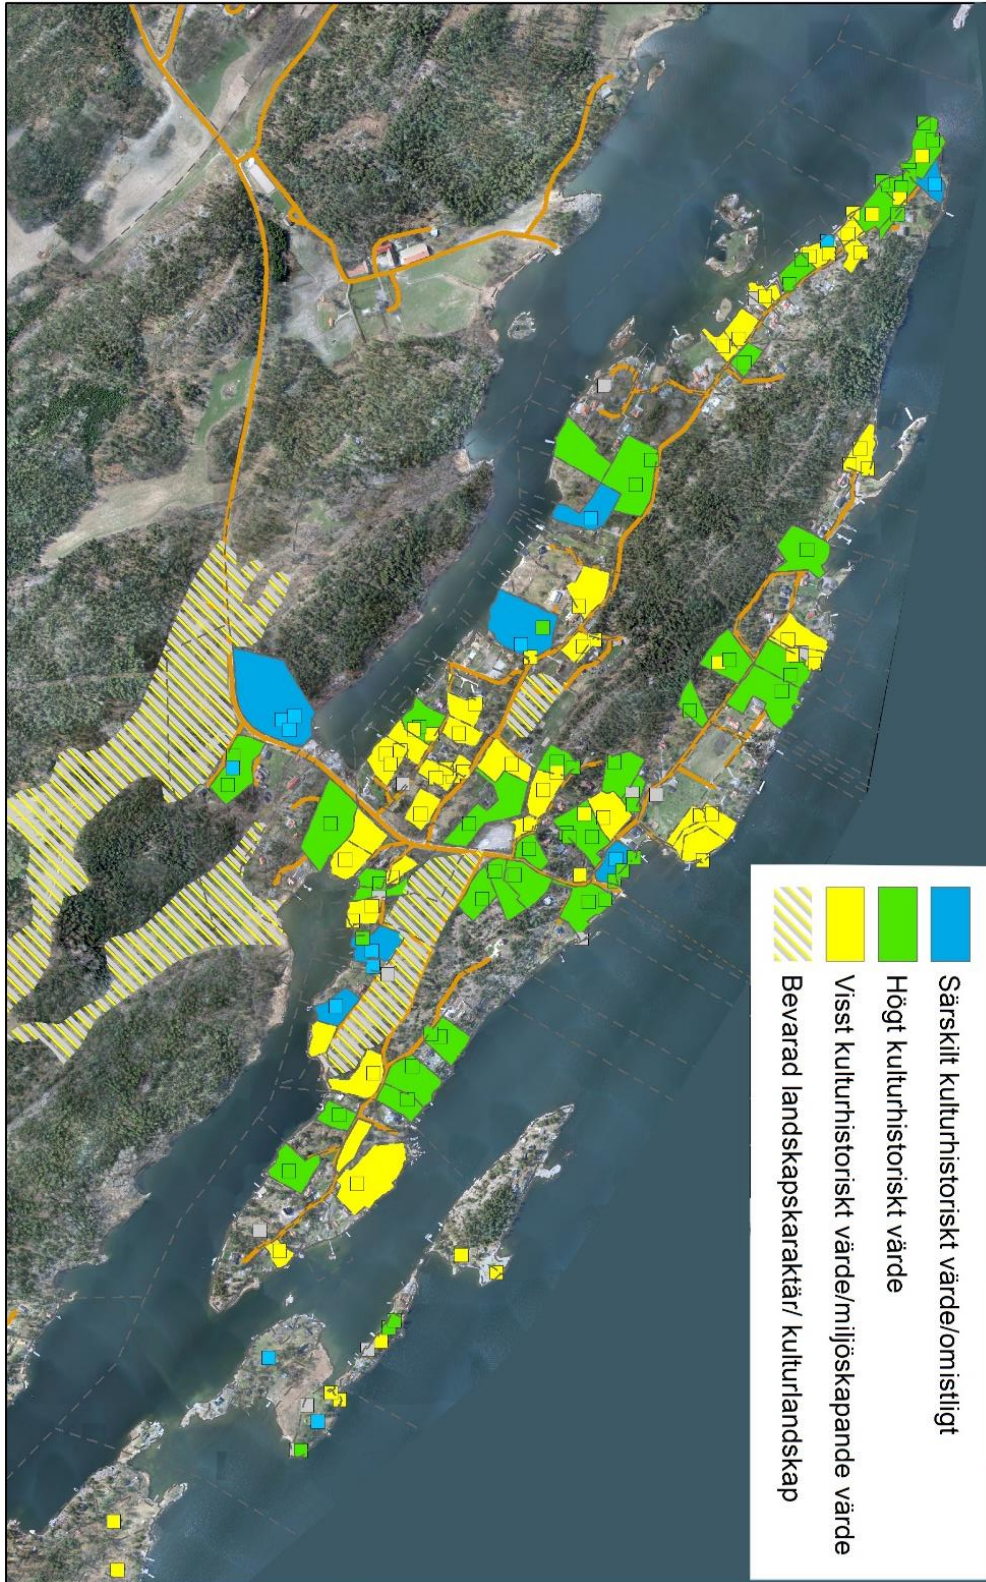 Särskilt kulturhistoriskt värde/omistligt
Högt kulturhistoriskt värde
Visst kulturhistoriskt värde/miljöskapande värde
Bevarad landskapskaraktär/ kulturlandskap